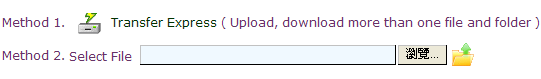 Method 1. Transfer Express ( Upload, download more than one file and folder )
Method 2. Select File 瀏覽...